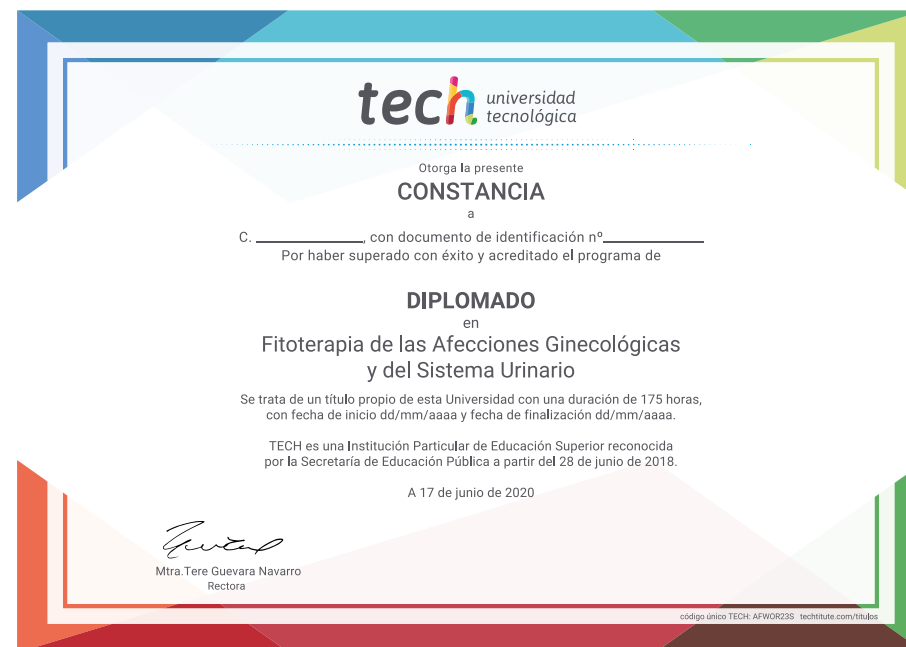 tech universidad
tecnológica
Otorga la presente
CONSTANCIA
a
C. ______________, con documento de identificación nº______________
Por haber superado con éxito y acreditado el programa de
DIPLOMADO
en
Fitoterapia de las Afecciones Ginecológicas
y del Sistema Urinario
Se trata de un título propio de esta Universidad con una duración de 175 horas,
con fecha de inicio dd/mm/aaaa y fecha de finalización dd/mm/aaaa.
TECH es una Institución Particular de Educación Superior reconocida
por la Secretaría de Educación Pública a partir del 28 de junio de 2018.
A 17 de junio de 2020
Mtra.Tere Guevara Navarro
Rectora
código único TECH: AFWOR23S techtitute.com/titulos